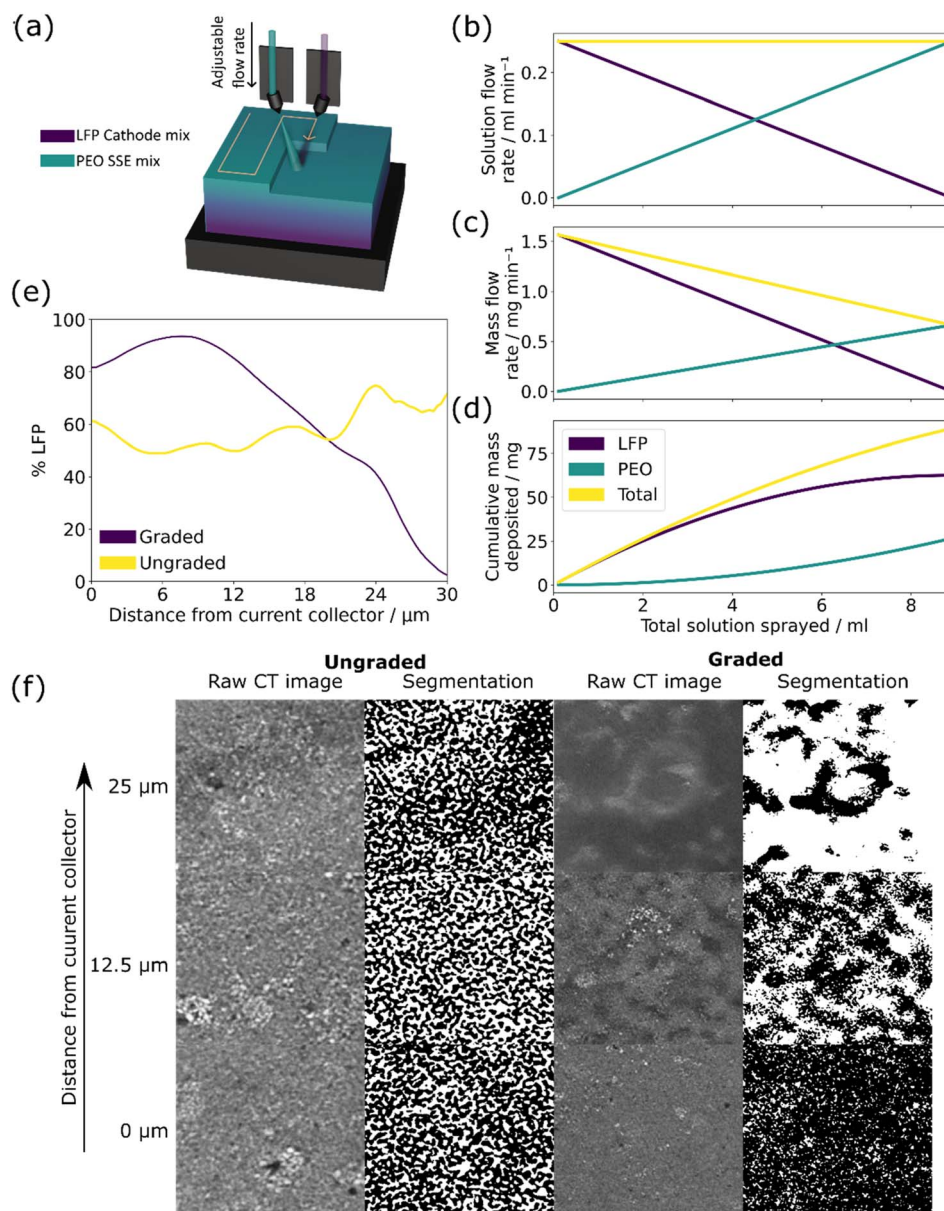 (a)
Adjustable
flow rate
LFP Cathode mix
PEO SSE mix
(b)
Solution flow
rate / ml min⁻¹
0.2
0.1
0.0
(c)
Mass flow
rate / mg min⁻¹
1.5
1.0
0.5
0.0
(d)
Cumulative mass
deposited / mg
75
50
25
0
LFP
PEO
Total
0 2 4 6 8
Total solution sprayed / ml
(e)
% LFP
100
80
60
40
20
0
Graded
Ungraded
0 6 12 18 24 30
Distance from current collector / μm
(f)
Ungraded Graded
Raw CT image Segmentation Raw CT image Segmentation
Distance from cuurent collector
25 μm
12.5 μm
0 μm